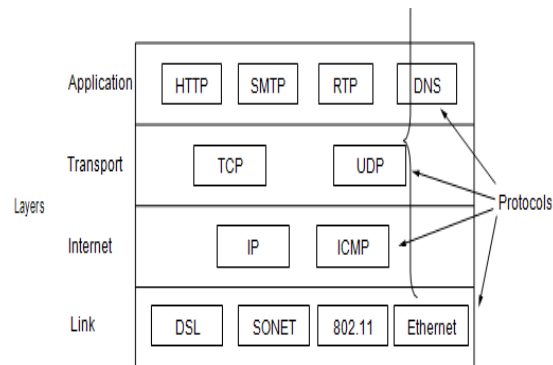 Application HTTP SMTP RTP DNS
Transport TCP UDP
Layers Protocols
Internet IP ICMP
Link DSL SONET 802.11 Ethernet